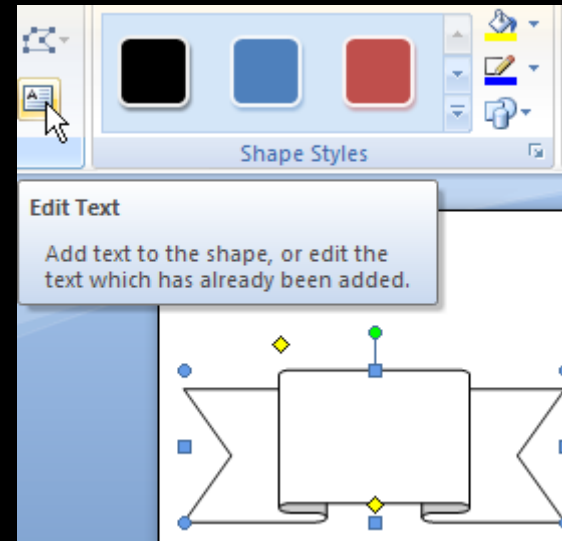 A
Shape Styles
Edit Text
Add text to the shape, or edit the
text which has already been added.